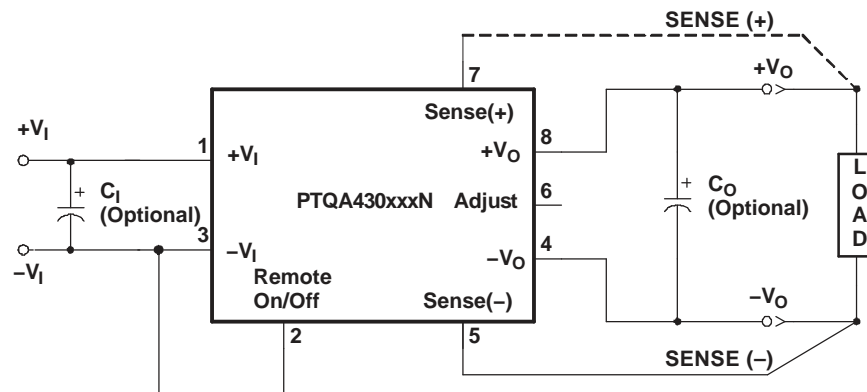 SENSE (+)
7
+VO
Sense(+)
+VI
1
+VI
+VO
8
+
CI
(Optional)
PTQA430xxxN
Adjust
6
+
CO
(Optional)
LOAD
3
–VI
–VO
4
–VI
Remote
On/Off
Sense(–)
–VO
2
5
SENSE (–)